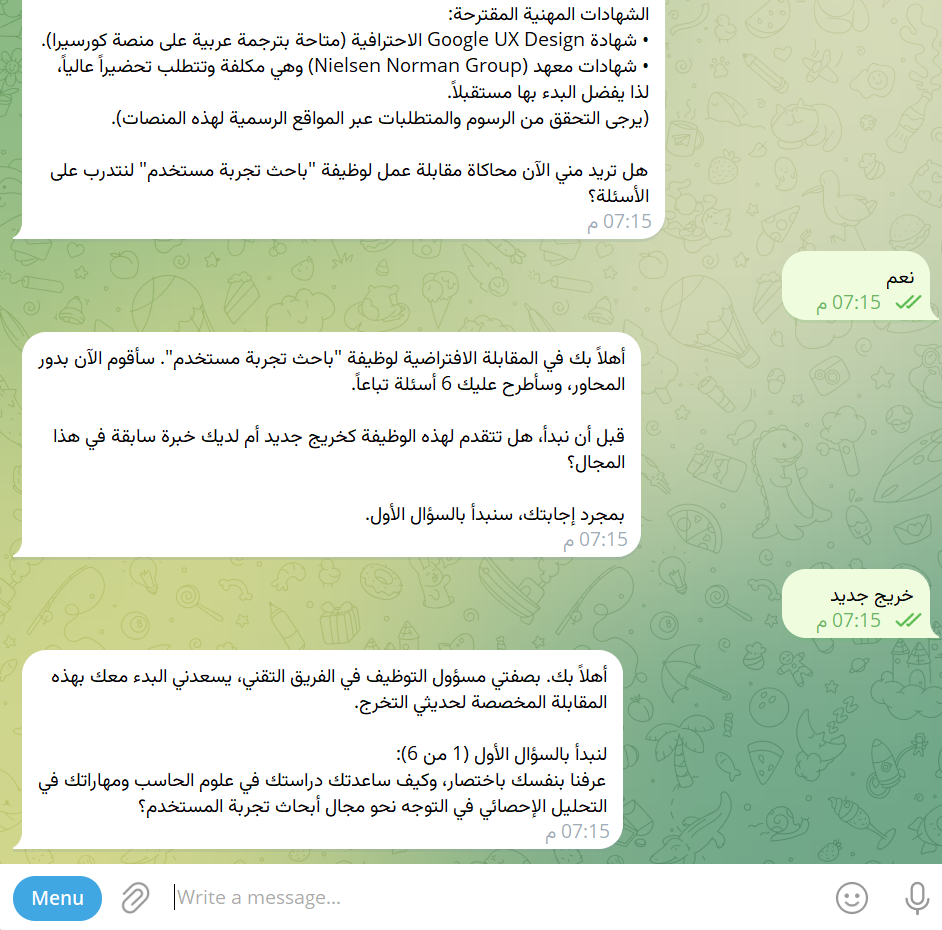 الشهادات المهنية المقترحة:
• شهادة Google UX Design الاحترافية (متاحة بترجمة عربية على منصة كورسيرا).
• شهادات معهد (Nielsen Norman Group) وهي مكلفة وتتطلب تحضيراً عالياً،
لذا يفضل البدء بها مستقبلاً.
(يرجى التحقق من الرسوم والمتطلبات عبر المواقع الرسمية لهذه المنصات).
هل تريد مني الآن محاكاة مقابلة عمل لوظيفة "باحث تجربة مستخدم" لنتدرب على
الأسئلة؟
07:15 م
نعم
07:15 م
أهلاً بك في المقابلة الافتراضية لوظيفة "باحث تجربة مستخدم". سأقوم الآن بدور
المحاور، وسأطرح عليك 6 أسئلة تباعاً.
قبل أن نبدأ، هل تتقدم لهذه الوظيفة كخريج جديد أم لديك خبرة سابقة في هذا
المجال؟
بمجرد إجابتك، سنبدأ بالسؤال الأول.
07:15 م
خريج جديد
07:15 م
أهلاً بك. بصفتي مسؤول التوظيف في الفريق التقني، يسعدني البدء معك بهذه
المقابلة المخصصة لحديثي التخرج.
لنبدأ بالسؤال الأول (1 من 6):
عرفنا بنفسك باختصار، وكيف ساعدتك دراستك في علوم الحاسب ومهاراتك في
التحليل الإحصائي في التوجه نحو مجال أبحاث تجربة المستخدم؟
07:15 م
Menu
Write a message...